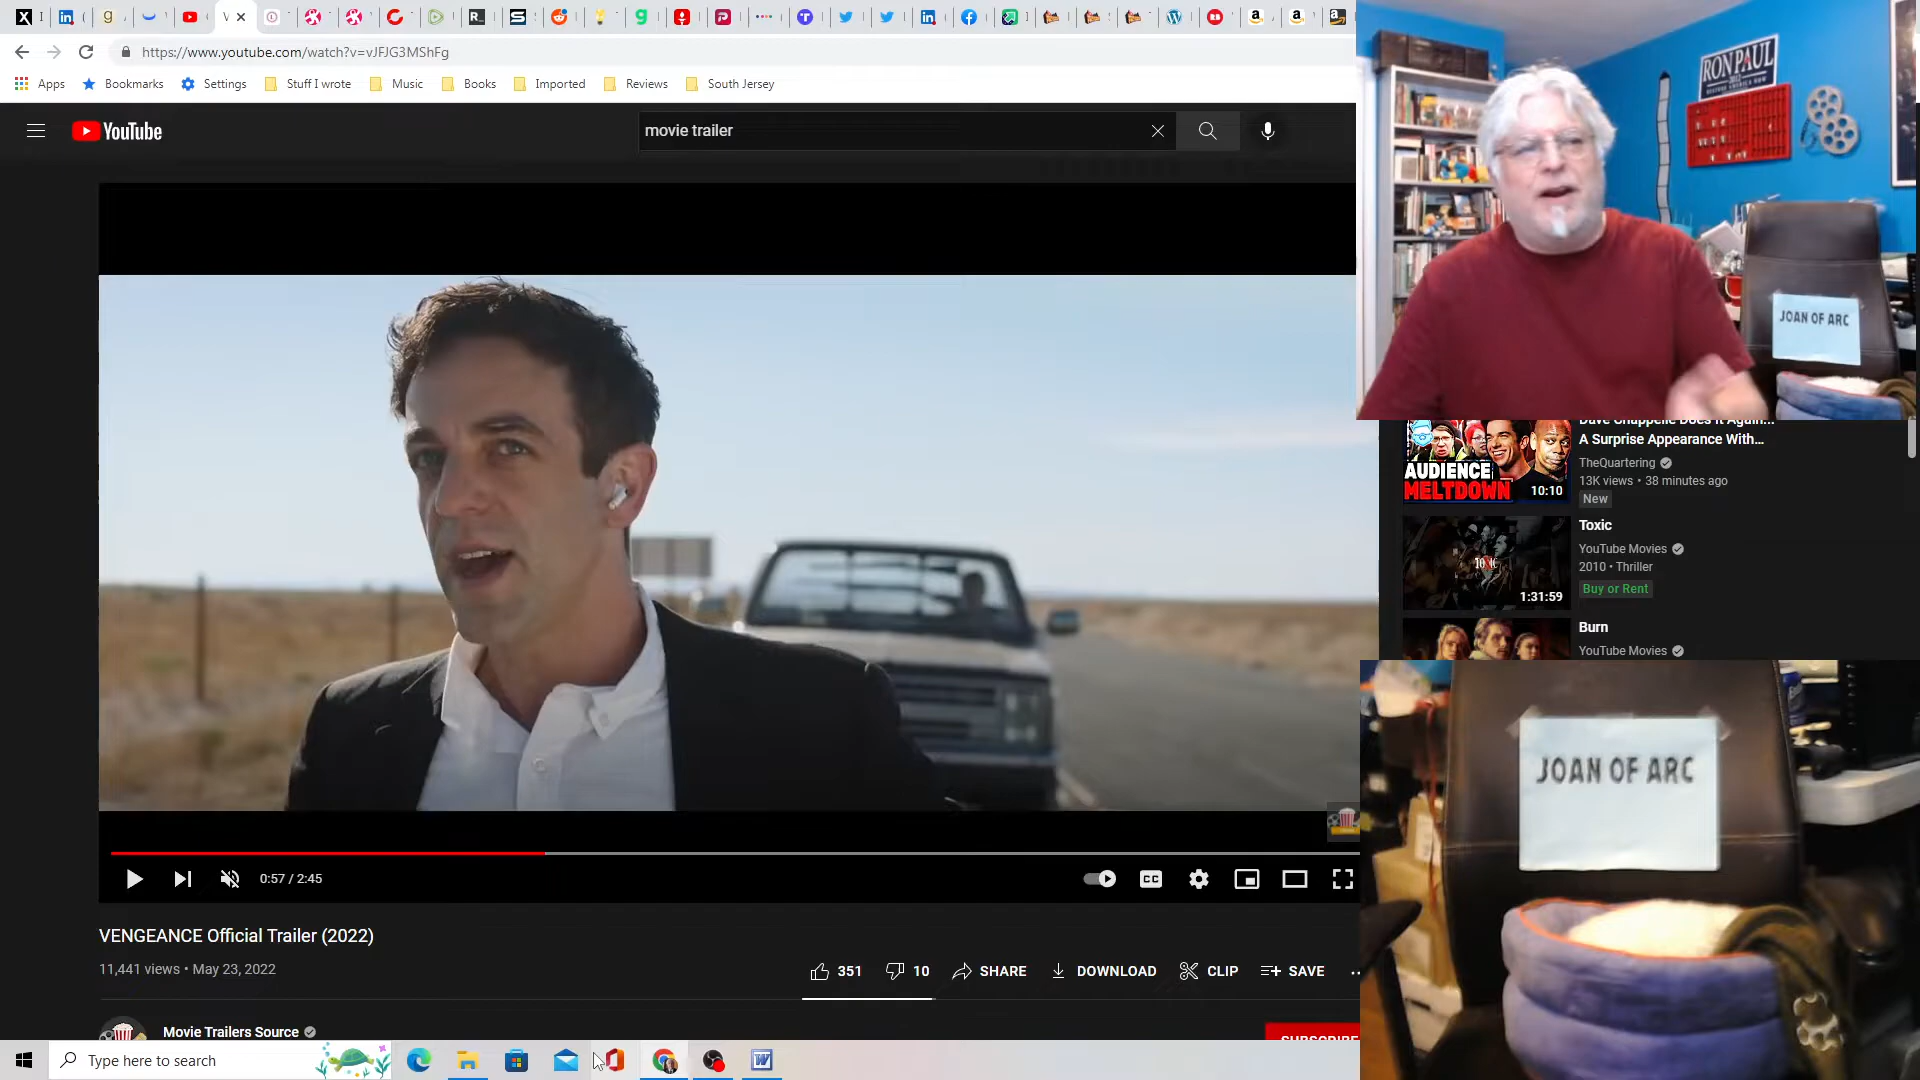 https://www.youtube.com/watch?v=vJFJG3MShFg
Apps
Bookmarks
Settings
Stuff I wrote
Music
Books
Imported
Reviews
South Jersey
YouTube
movie trailer
RON PAUL
JOAN OF ARC
A Surprise Appearance With...
TheQuartering
13K views • 38 minutes ago
New
AUDIENCE
MELTDOWN
10:10
Toxic
YouTube Movies
2010 • Thriller
Buy or Rent
1:31:59
Burn
YouTube Movies
JOAN OF ARC
0:57 / 2:45
CC
VENGEANCE Official Trailer (2022)
11,441 views • May 23, 2022
351
10
SHARE
DOWNLOAD
CLIP
SAVE
Movie Trailers Source
Type here to search